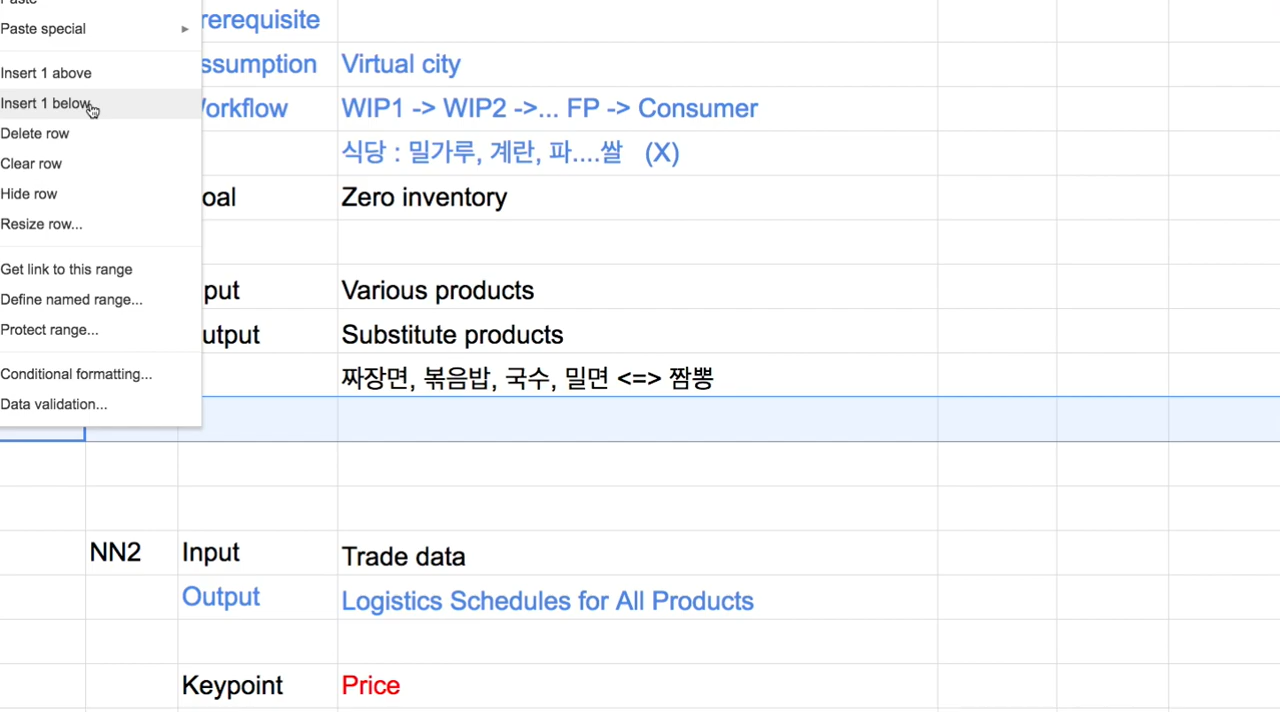 Paste
Paste special
Insert 1 above
Insert 1 below
Delete row
Clear row
Hide row
Resize row...
Get link to this range
Define named range...
Protect range...
Conditional formatting...
Data validation...
rerequisite
ssumption Virtual city
orkflow WIP1 -> WIP2 ->... FP -> Consumer
식당 : 밀가루, 계란, 파....쌀 (X)
oal Zero inventory
put Various products
utput Substitute products
짜장면, 볶음밥, 국수, 밀면 <=> 짬뽕
NN2 Input Trade data
Output Logistics Schedules for All Products
Keypoint Price